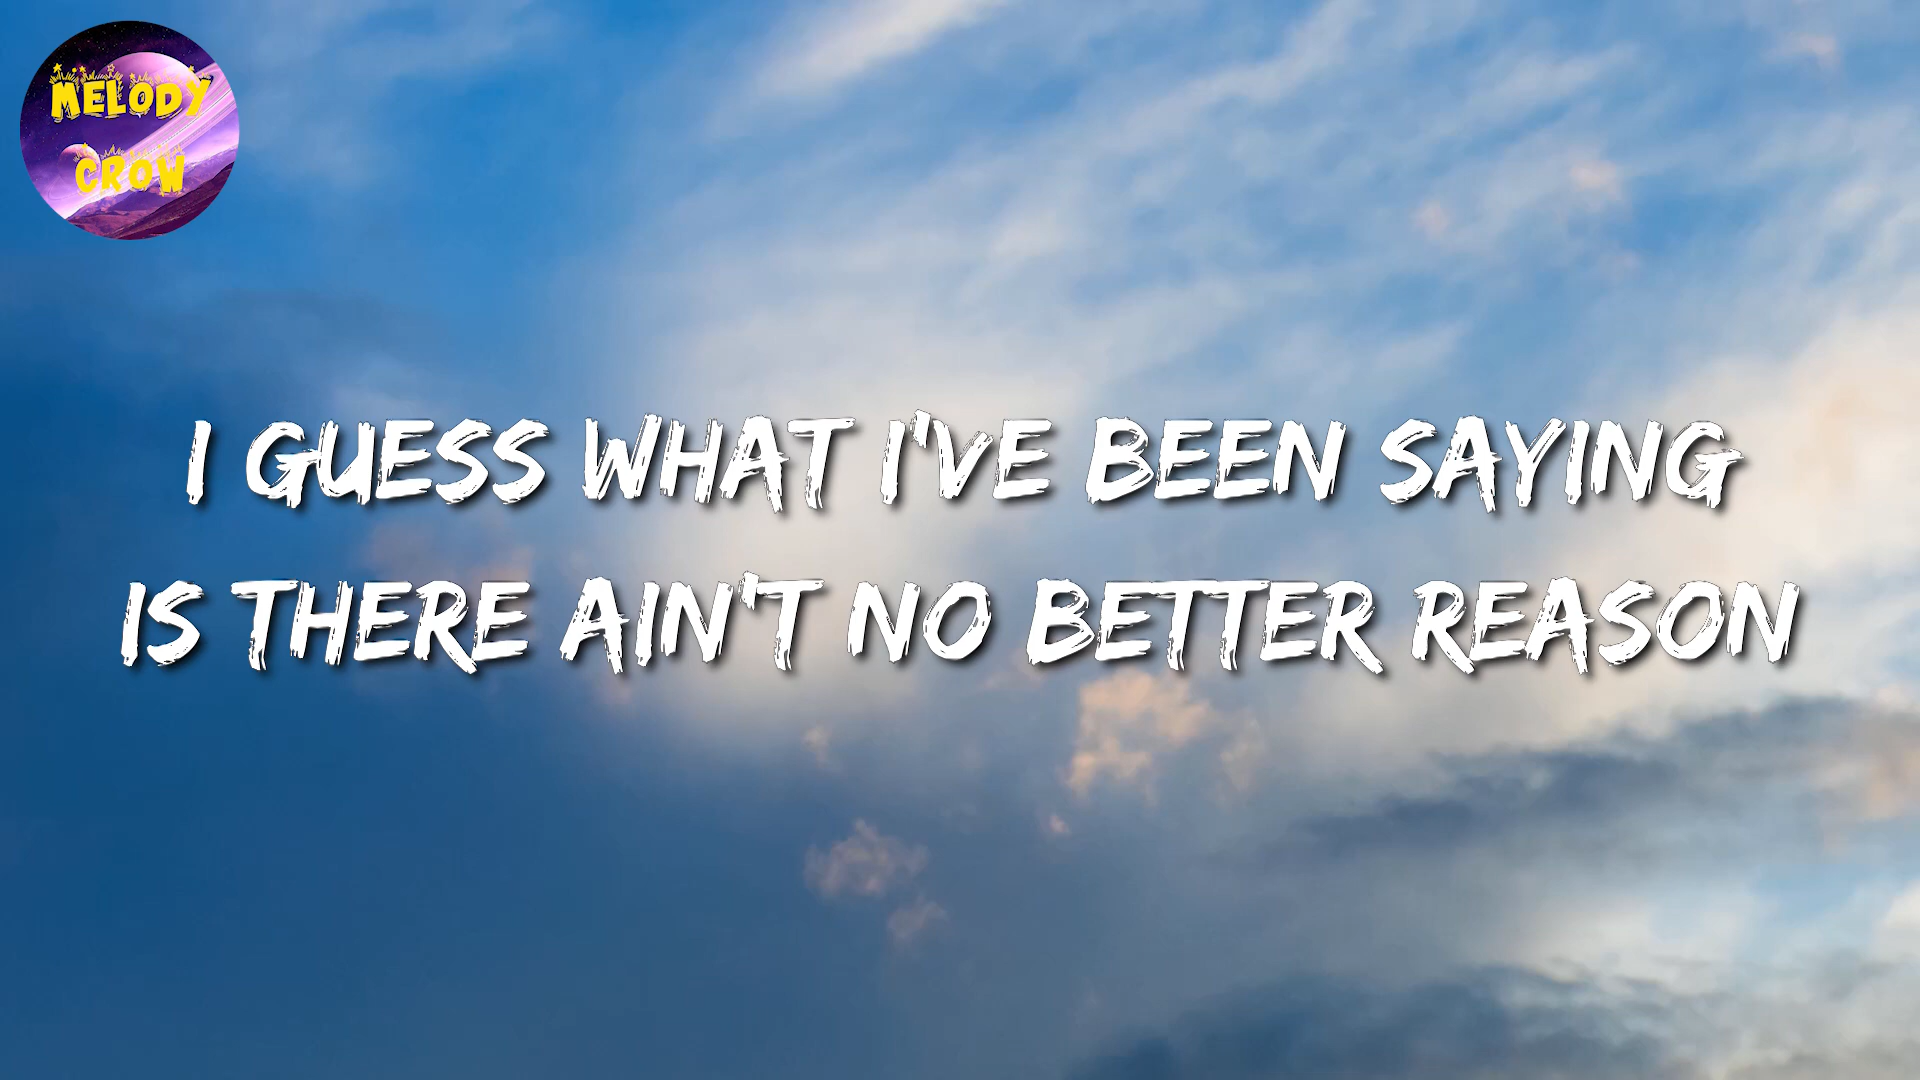 MELODY
CROW
I GUESS WHAT I'VE BEEN SAYING
IS THERE AIN'T NO BETTER REASON